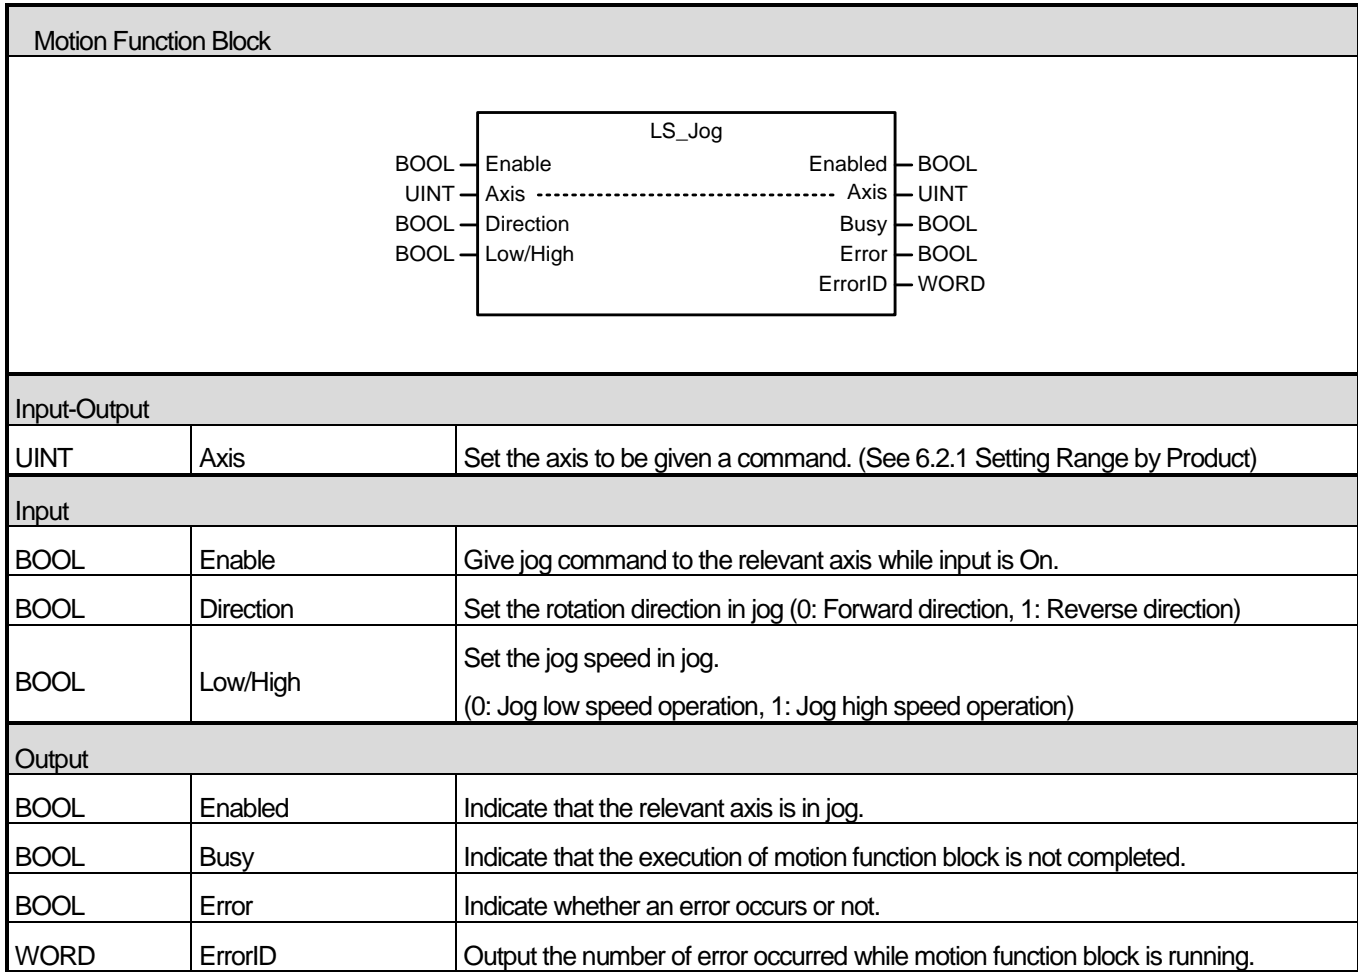 Motion Function Block
LS_Jog
BOOL Enable Enabled BOOL
UINT Axis Axis UINT
BOOL Direction Busy BOOL
BOOL Low/High Error BOOL
ErrorID WORD
Input-Output
UINT Axis Set the axis to be given a command. (See 6.2.1 Setting Range by Product)
Input
BOOL Enable Give jog command to the relevant axis while input is On.
BOOL Direction Set the rotation direction in jog (0: Forward direction, 1: Reverse direction)
BOOL Low/High Set the jog speed in jog.
(0: Jog low speed operation, 1: Jog high speed operation)
Output
BOOL Enabled Indicate that the relevant axis is in jog.
BOOL Busy Indicate that the execution of motion function block is not completed.
BOOL Error Indicate whether an error occurs or not.
WORD ErrorID Output the number of error occurred while motion function block is running.